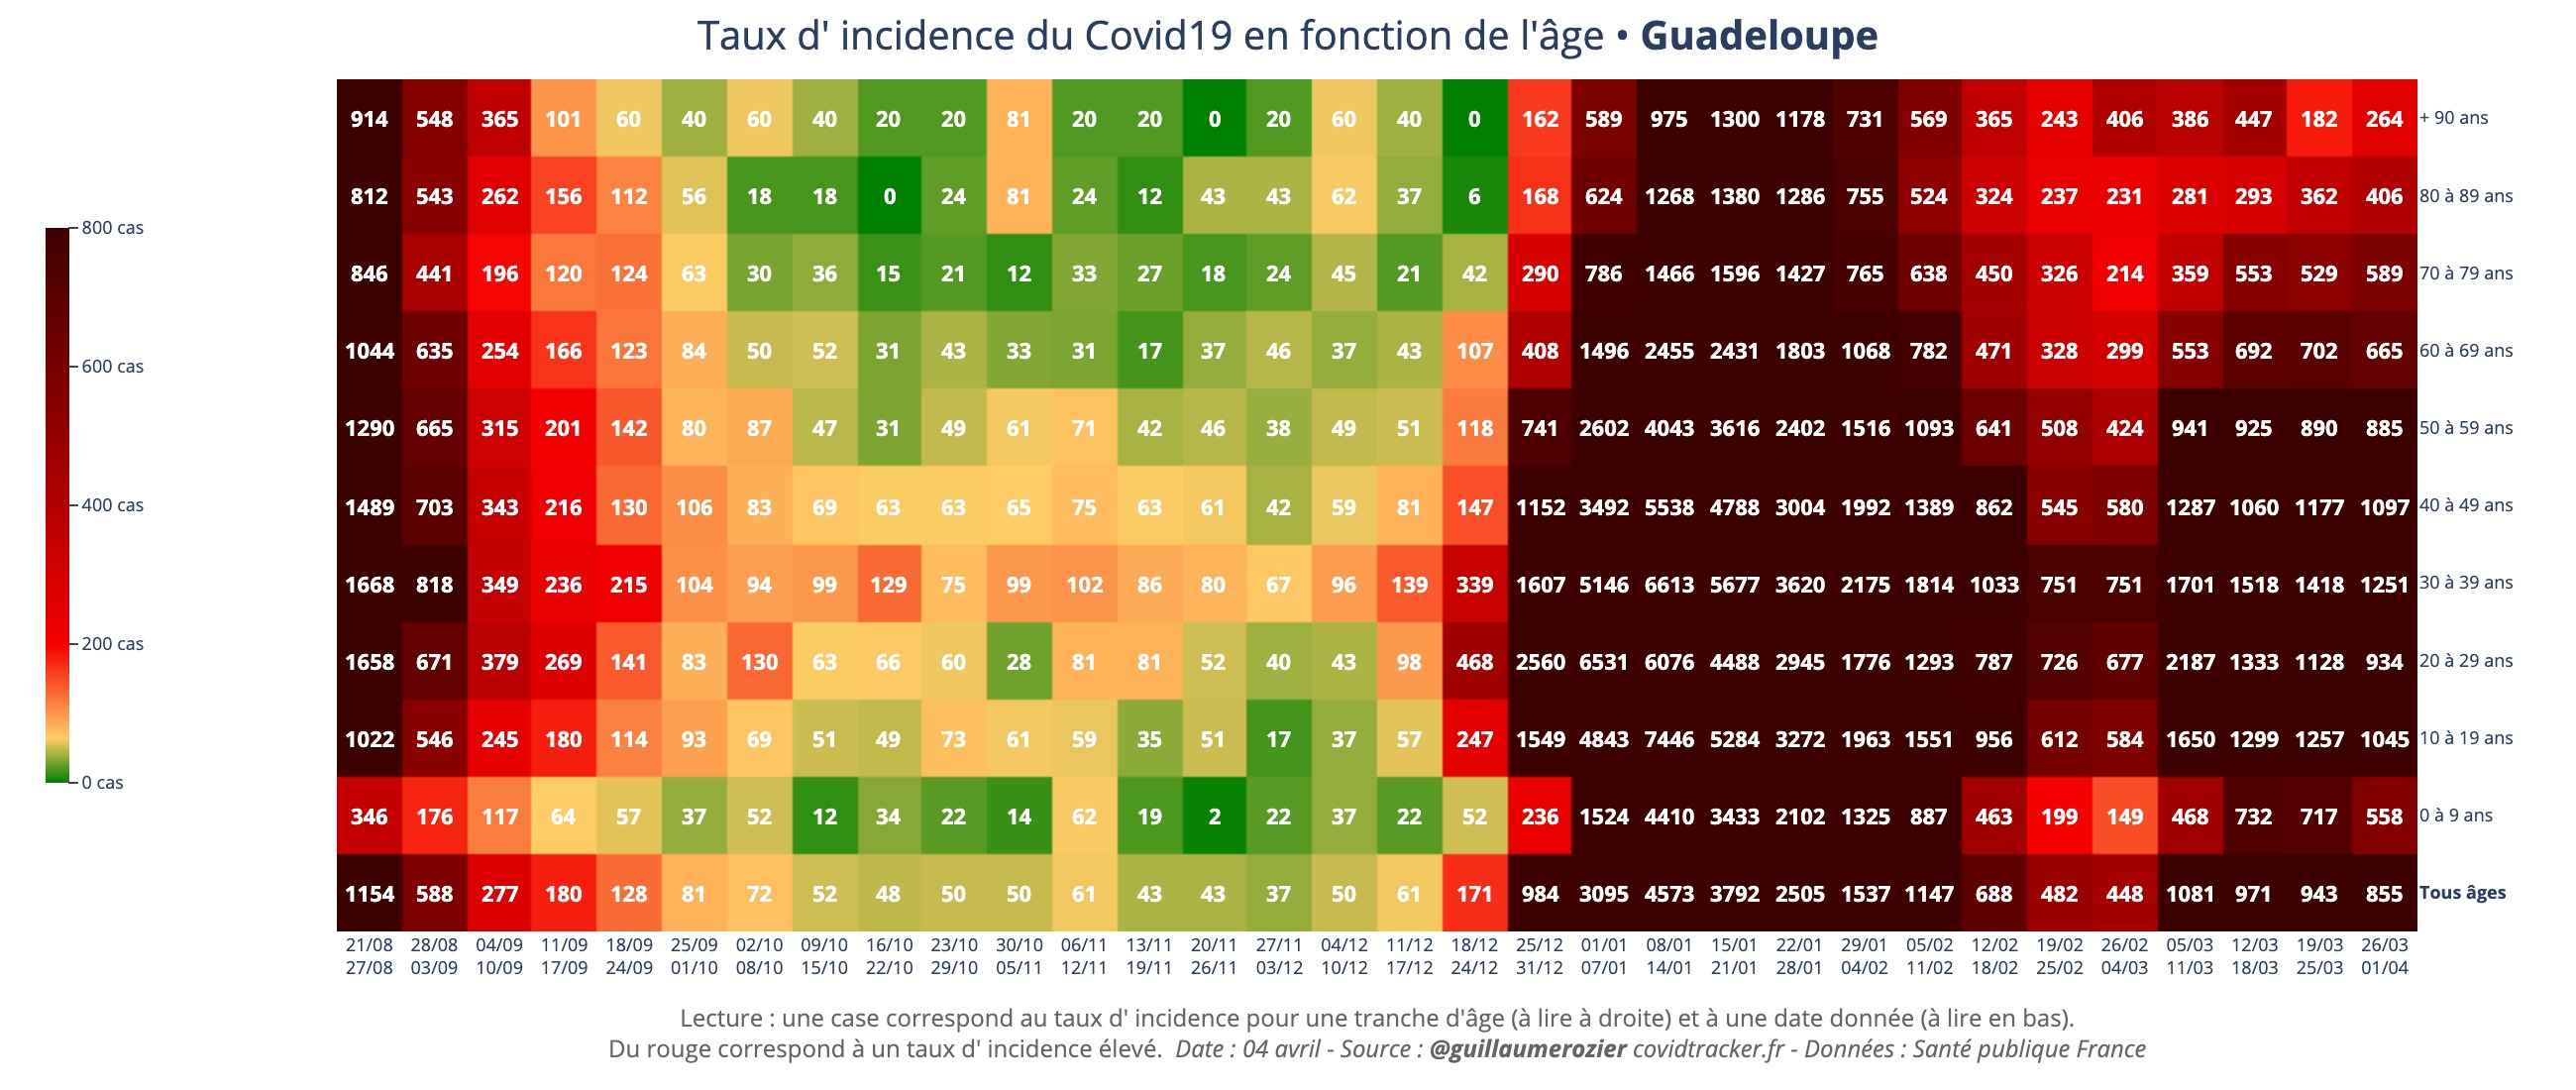 Taux d' incidence du Covid19 en fonction de l'âge • Guadeloupe
800 cas
600 cas
400 cas
200 cas
0 cas
914 548 365 101 60 40 60 40 20 20 81 20 20 0 20 60 40 0 162 589 975 1300 1178 731 569 365 243 406 386 447 182 264 + 90 ans
812 543 262 156 112 56 18 18 0 24 81 24 12 43 43 62 37 6 168 624 1268 1380 1286 755 524 324 237 231 281 293 362 406 80 à 89 ans
846 441 196 120 124 63 30 36 15 21 12 33 27 18 24 45 21 42 290 786 1466 1596 1427 765 638 450 326 214 359 553 529 589 70 à 79 ans
1044 635 254 166 123 84 50 52 31 43 33 31 17 37 46 37 43 107 408 1496 2455 2431 1803 1068 782 471 328 299 553 692 702 665 60 à 69 ans
1290 665 315 201 142 80 87 47 31 49 61 71 42 46 38 49 51 118 741 2602 4043 3616 2402 1516 1093 641 508 424 941 925 890 885 50 à 59 ans
1489 703 343 216 130 106 83 69 63 63 65 75 63 61 42 59 81 147 1152 3492 5538 4788 3004 1992 1389 862 545 580 1287 1060 1177 1097 40 à 49 ans
1668 818 349 236 215 104 94 99 129 75 99 102 86 80 67 96 139 339 1607 5146 6613 5677 3620 2175 1814 1033 751 751 1701 1518 1418 1251 30 à 39 ans
1658 671 379 269 141 83 130 63 66 60 28 81 81 52 40 43 98 468 2560 6531 6076 4488 2945 1776 1293 787 726 677 2187 1333 1128 934 20 à 29 ans
1022 546 245 180 114 93 69 51 49 73 61 59 35 51 17 37 57 247 1549 4843 7446 5284 3272 1963 1551 956 612 584 1650 1299 1257 1045 10 à 19 ans
346 176 117 64 57 37 52 12 34 22 14 62 19 2 22 37 22 52 236 1524 4410 3433 2102 1325 887 463 199 149 468 732 717 558 0 à 9 ans
1154 588 277 180 128 81 72 52 48 50 50 61 43 43 37 50 61 171 984 3095 4573 3792 2505 1537 1147 688 482 448 1081 971 943 855 Tous âges
21/08 28/08 04/09 11/09 18/09 25/09 02/10 09/10 16/10 23/10 30/10 06/11 13/11 20/11 27/11 04/12 11/12 18/12 25/12 01/01 08/01 15/01 22/01 29/01 05/02 12/02 19/02 26/02 05/03 12/03 19/03 26/03
27/08 03/09 10/09 17/09 24/09 01/10 08/10 15/10 22/10 29/10 05/11 12/11 19/11 26/11 03/12 10/12 17/12 24/12 31/12 07/01 14/01 21/01 28/01 04/02 11/02 18/02 25/02 04/03 11/03 18/03 25/03 01/04
Lecture : une case correspond au taux d' incidence pour une tranche d'âge (à lire à droite) et à une date donnée (à lire en bas).
Du rouge correspond à un taux d' incidence élevé. Date : 04 avril - Source : @guillaumerozier covidtracker.fr - Données : Santé publique France